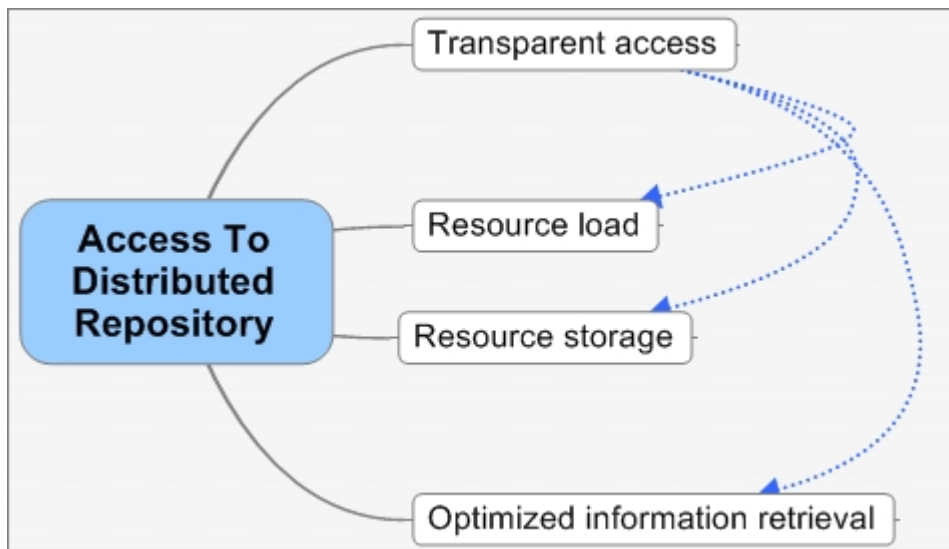 Transparent access
Resource load
Access To
Distributed
Repository
Resource storage
Optimized information retrieval